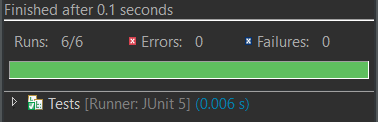 Finished after 0.1 seconds
Runs: 6/6 Errors: 0 Failures: 0
Tests [Runner: JUnit 5] (0.006 s)